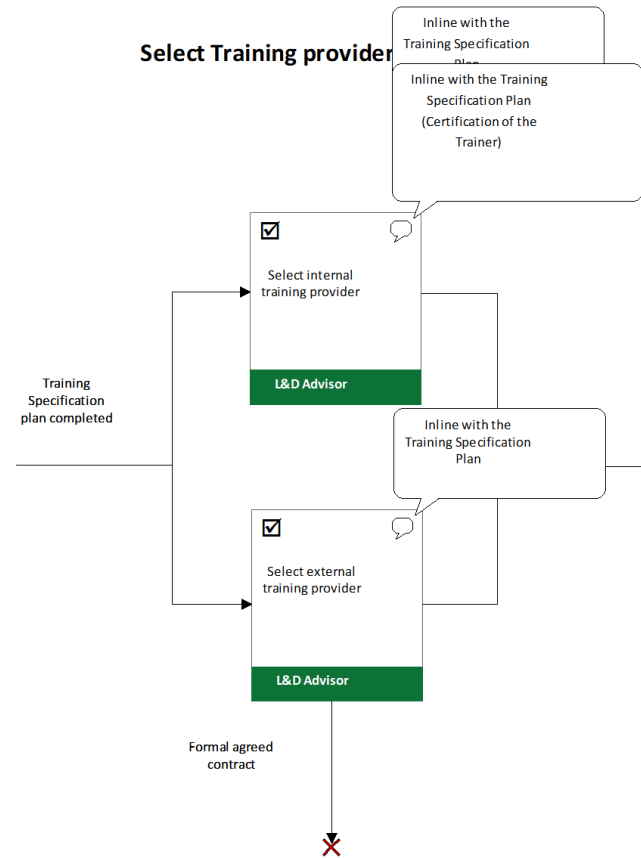 Select Training provider
Inline with the
Training Specification
Plan
Inline with the Training
Specification Plan
(Certification of the
Trainer)
Select internal
training provider
L&D Advisor
Training
Specification
plan completed
Inline with the
Training Specification
Plan
Select external
training provider
L&D Advisor
Formal agreed
contract